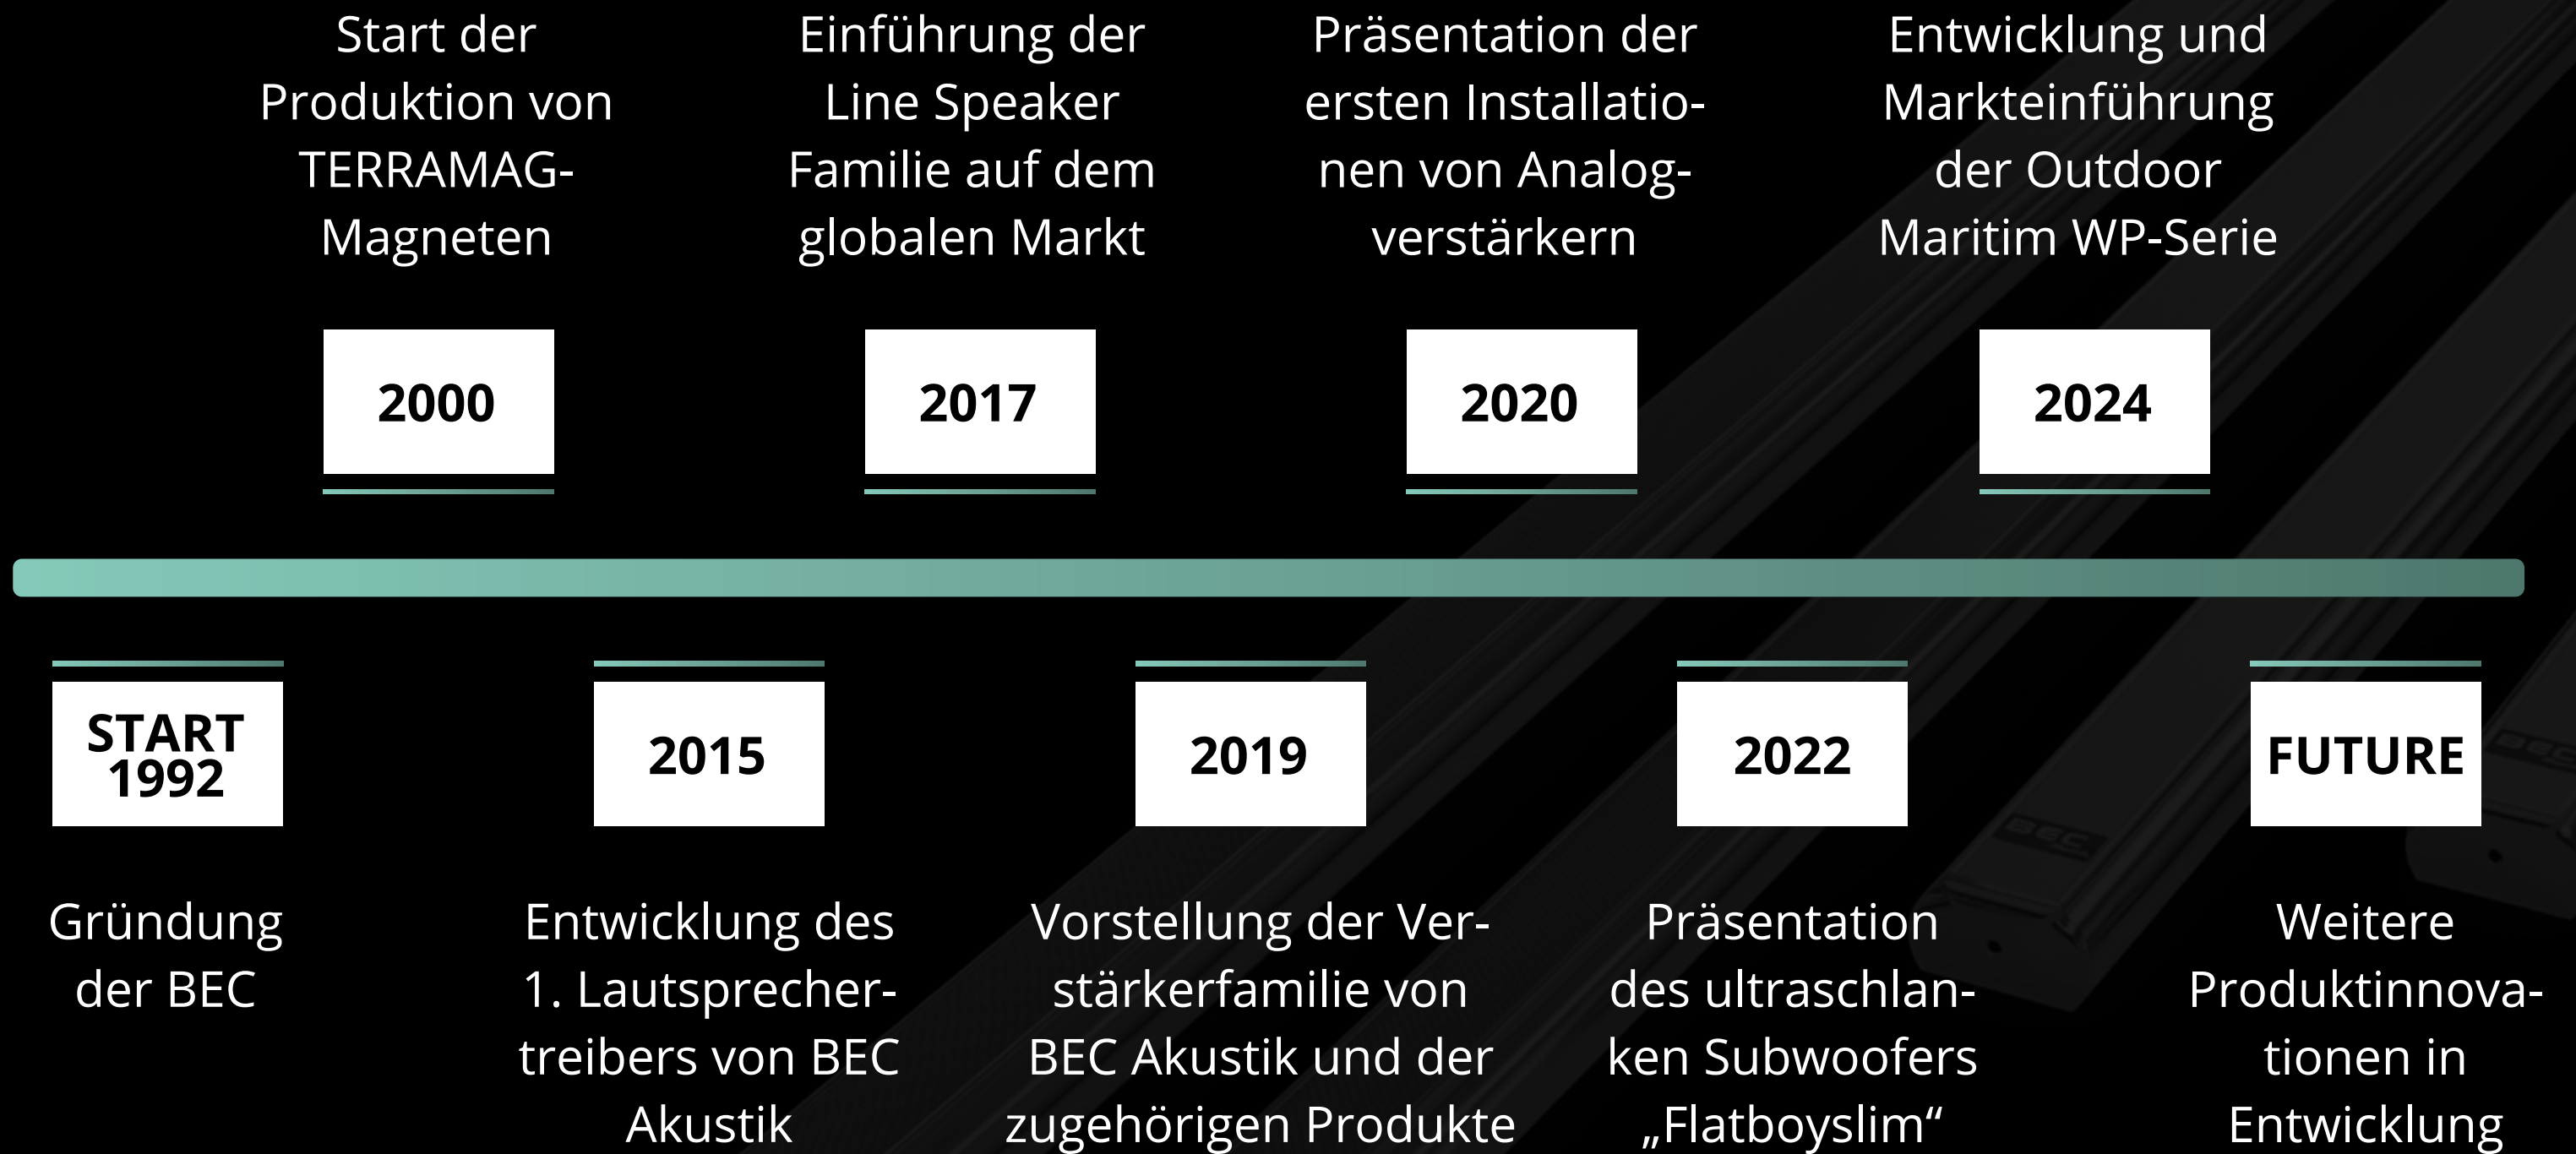 Start der
Produktion von
TERRAMAG-
Magneten
Einführung der
Line Speaker
Familie auf dem
globalen Markt
Präsentation der
ersten Installatio-
nen von Analog-
verstärkern
Entwicklung und
Markteinführung
der Outdoor
Maritim WP-Serie
2000
2017
2020
2024
START
1992
2015
2019
2022
FUTURE
Gründung
der BEC
Entwicklung des
1. Lautsprecher-
treibers von BEC
Akustik
Vorstellung der Ver-
stärkerfamilie von
BEC Akustik und der
zugehörigen Produkte
Präsentation
des ultraschlan-
ken Subwoofers
„Flatboyslim“
Weitere
Produktinnova-
tionen in
Entwicklung
BEC
BEC